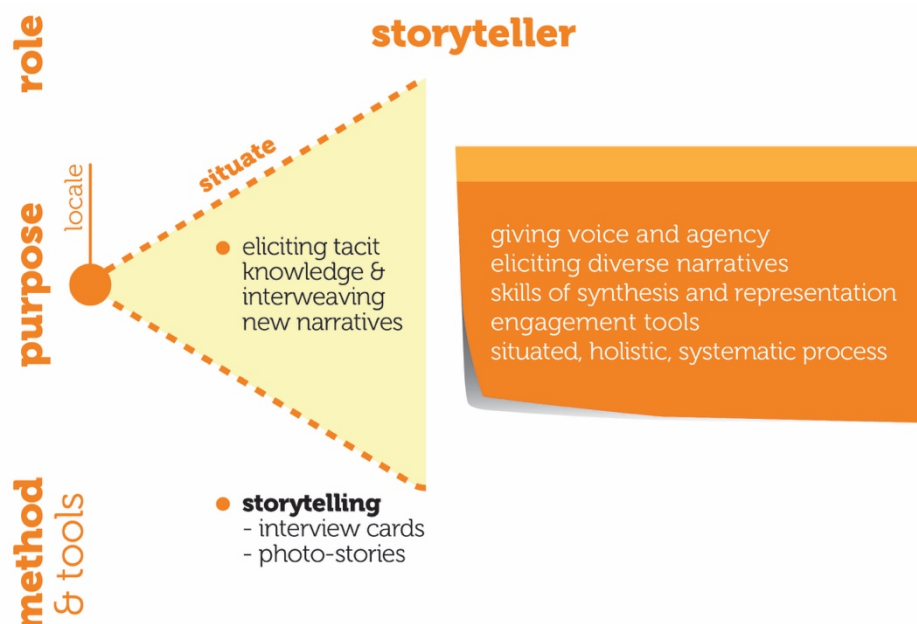 role
storyteller
situate
locale
purpose
eliciting tacit
knowledge &
interweaving
new narratives
giving voice and agency
eliciting diverse narratives
skills of synthesis and representation
engagement tools
situated, holistic, systematic process
method
& tools
storytelling
- interview cards
- photo-stories